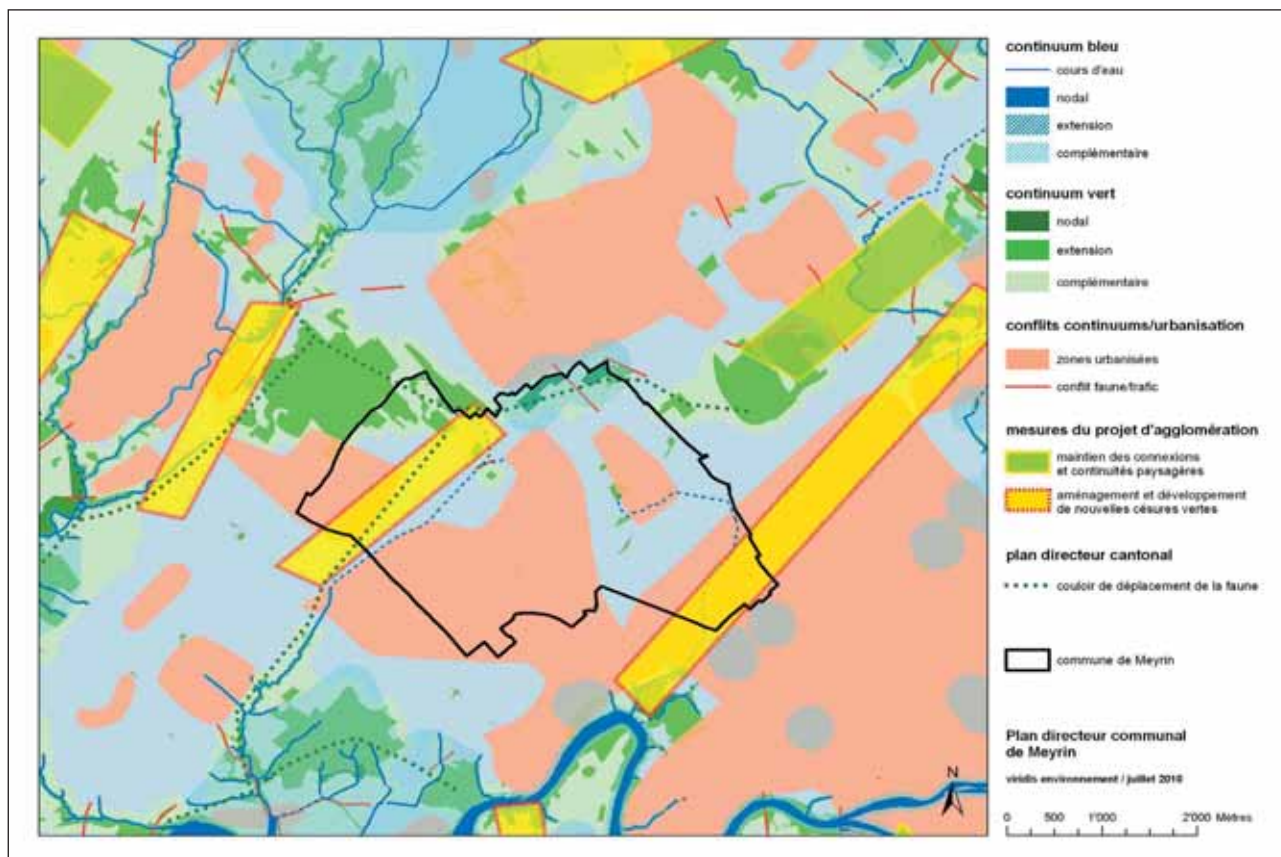 continuum bleu
cours d'eau
nodal
extension
complémentaire
continuum vert
nodal
extension
complémentaire
conflits continuums/urbanisation
zones urbanisées
conflit faune/trafic
mesures du projet d'agglomération
maintien des connexions
et continuités paysagères
aménagement et développement
de nouvelles césures vertes
plan directeur cantonal
couloir de déplacement de la faune
commune de Meyrin
Plan directeur communal
de Meyrin
viridis environnement / juillet 2010
N
0 500 1'000 2'000 Mètres